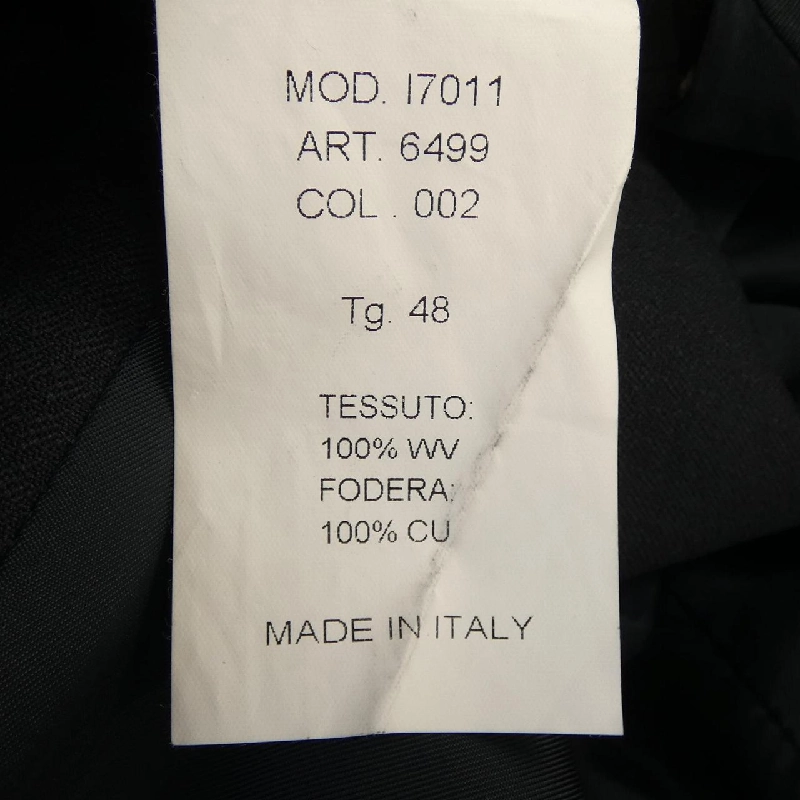 MOD. I7011
ART. 6499
COL . 002
Tg. 48
TESSUTO:
100% WV
FODERA:
100% CU
MADE IN ITALY